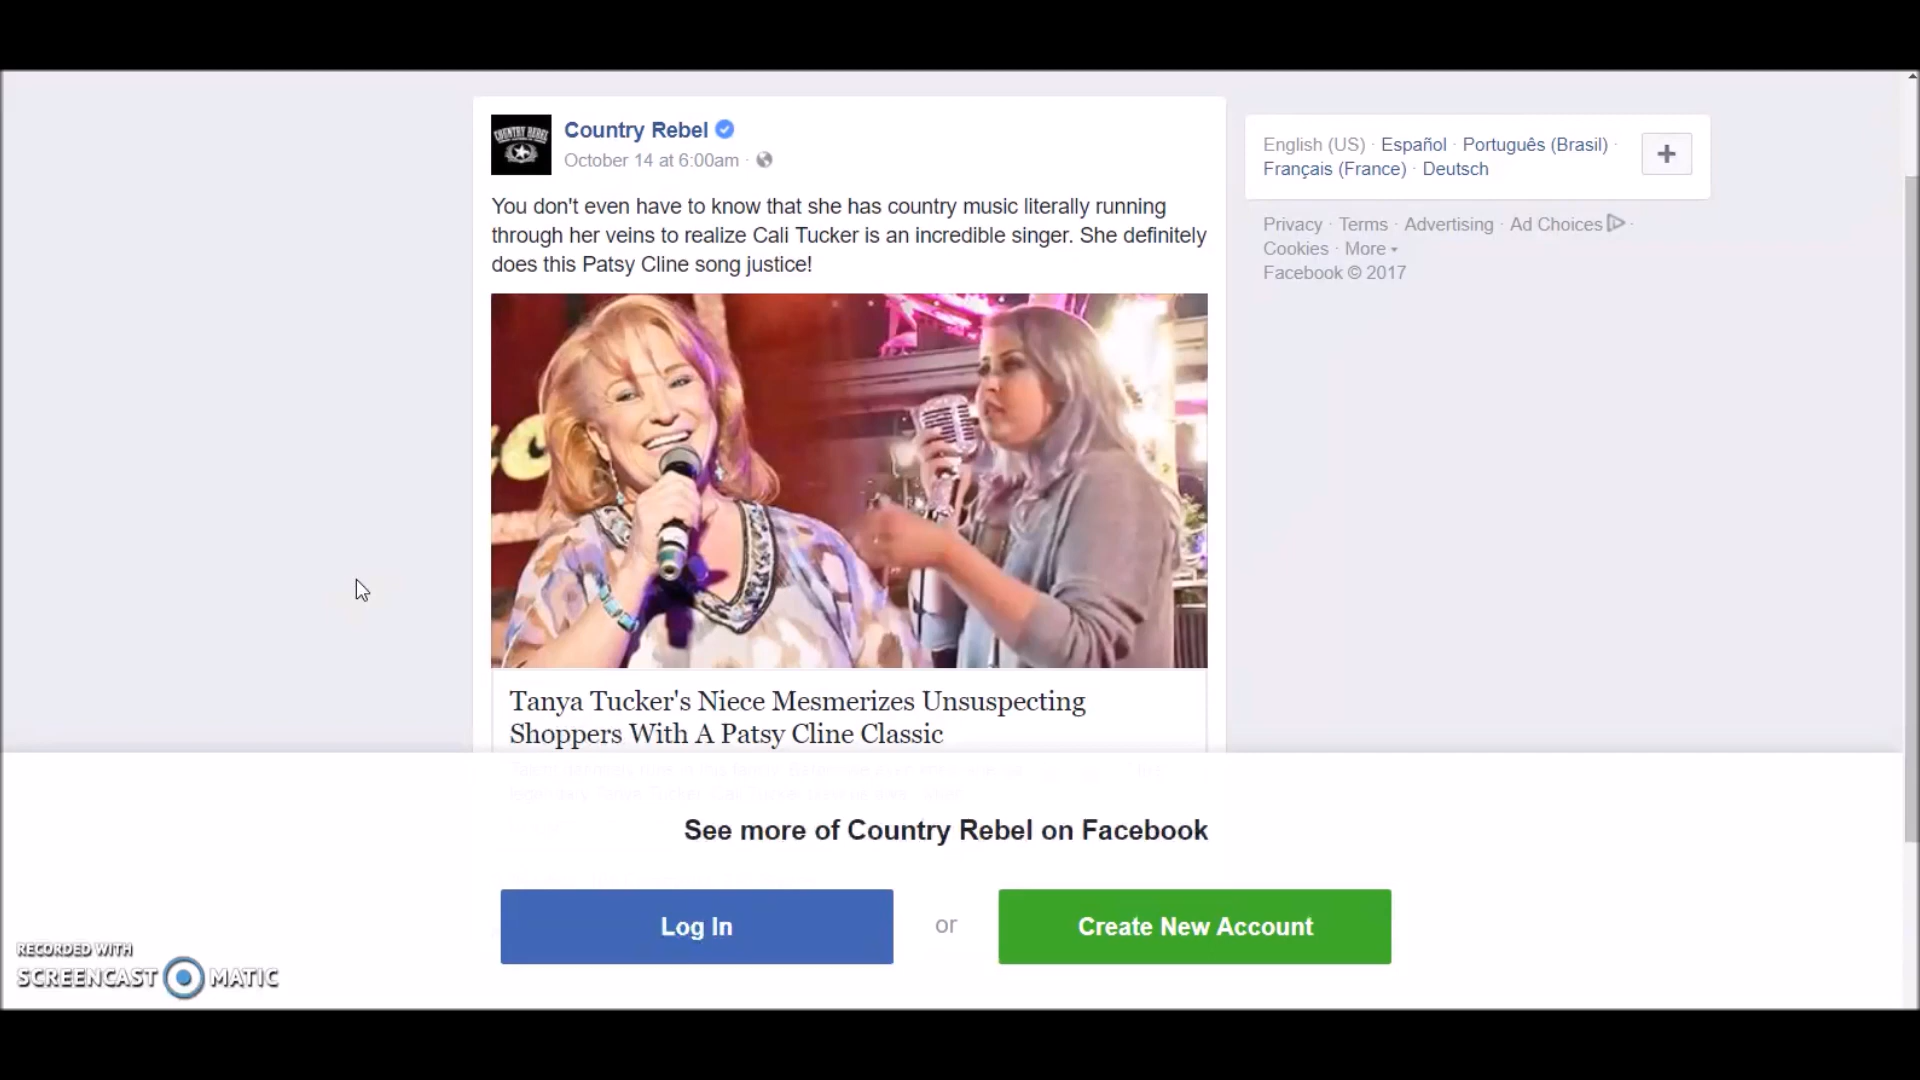 COUNTRY REBEL
Country Rebel
October 14 at 6:00am ·
You don't even have to know that she has country music literally running
through her veins to realize Cali Tucker is an incredible singer. She definitely
does this Patsy Cline song justice!
Tanya Tucker's Niece Mesmerizes Unsuspecting
Shoppers With A Patsy Cline Classic
English (US) · Español · Português (Brasil) ·
Français (France) · Deutsch
+
Privacy · Terms · Advertising · Ad Choices ·
Cookies · More
Facebook © 2017
See more of Country Rebel on Facebook
Log In
or
Create New Account
RECORDED WITH
SCREENCAST MATIC